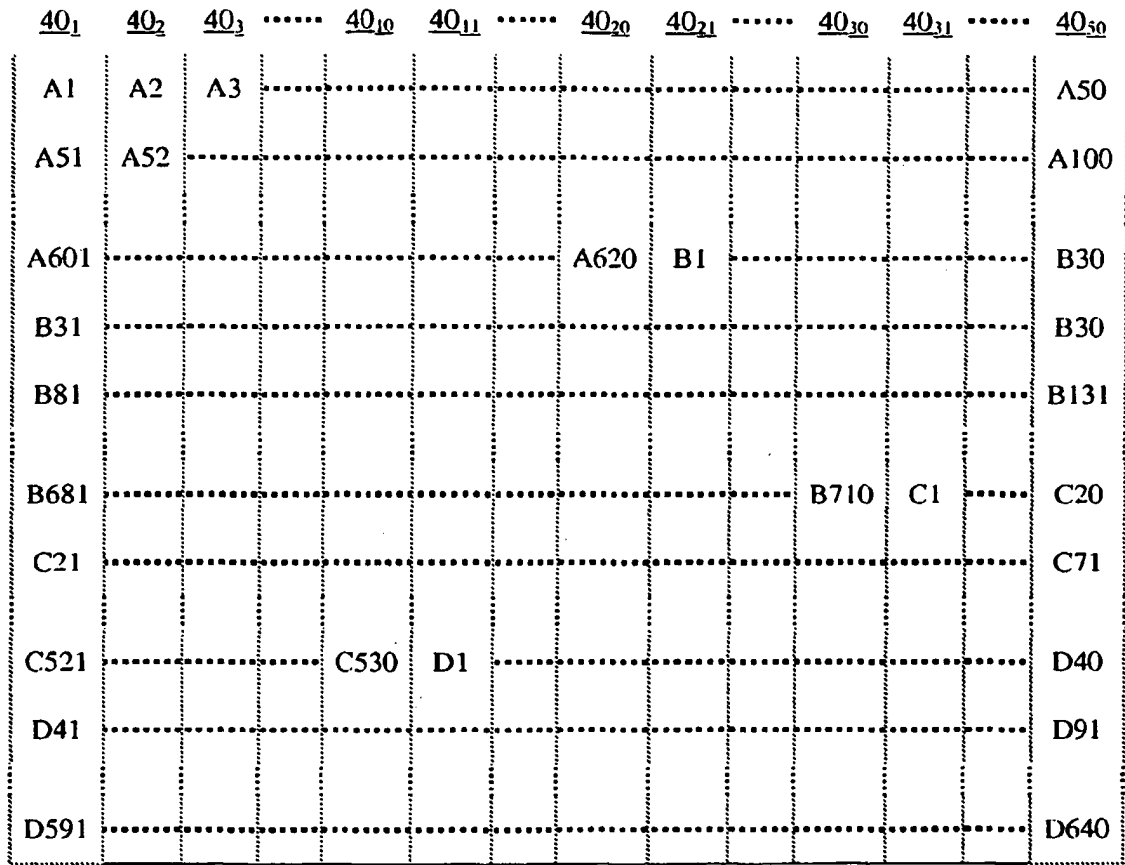 40₁ 40₂ 40₃ ...... 40₁₀ 40₁₁ ...... 40₂₀ 40₂₁ ...... 40₃₀ 40₃₁ ...... 40₅₀
A1 A2 A3 A50
A51 A52 A100
A601 A620 B1 B30
B31 B30
B81 B131
B681 B710 C1 C20
C21 C71
C521 C530 D1 D40
D41 D91
D591 D640